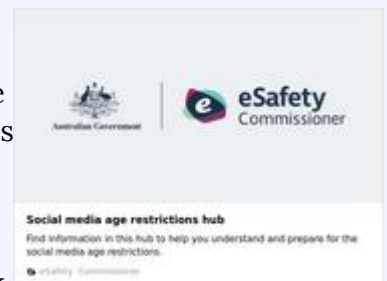 e
s
Australian Government
e
eSafety
Commissioner
Social media age restrictions hub
Find information in this hub to help you understand and prepare for the
social media age restrictions.
eSafety Commissioner